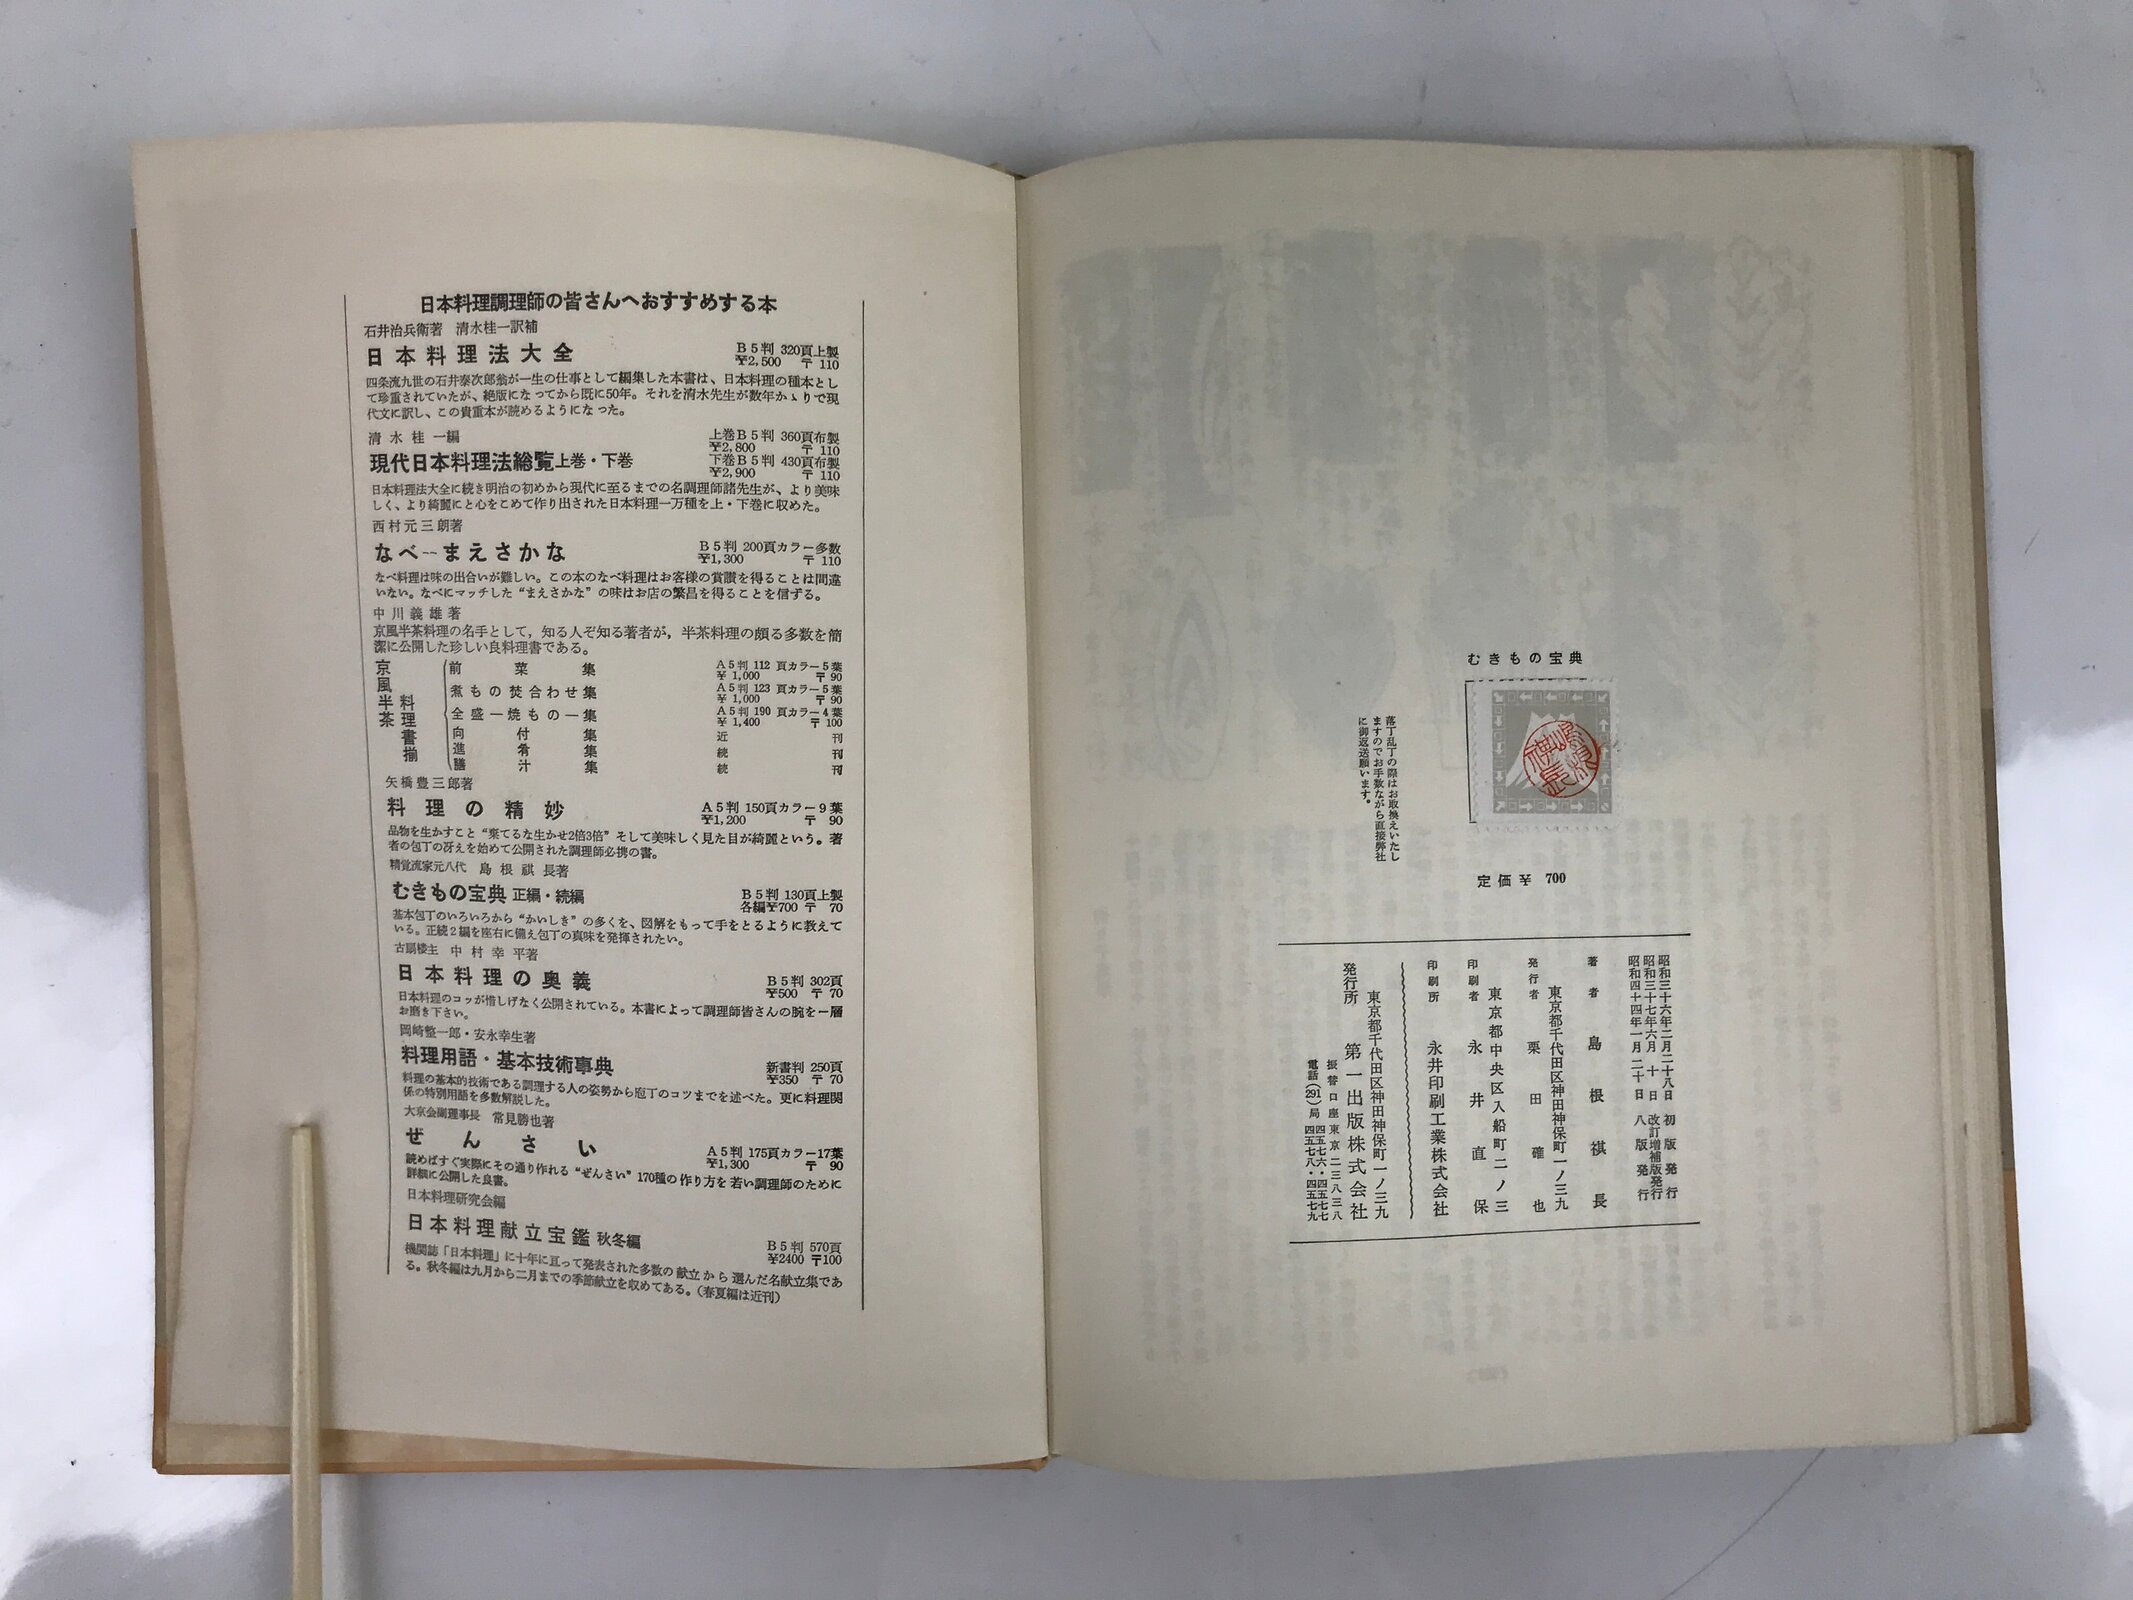 日本料理調理師の皆さんへおすすめする本
石井治兵衛著 清水桂一訳補
日本料理法大全
B5判 320頁上製
¥2,500 〒110
四条流九世の石井泰次郎翁が一生の仕事として編集した本書は、日本料理の種本とし
て珍重されていたが、絶版になってから既に50年。それを清水先生が数年かゝりで現
代文に訳し、この貴重本が読めるようになった。
清水桂一編
現代日本料理法総覧上巻・下巻
上巻B5判 360頁布製
¥2,800 〒110
下巻B5判 430頁布製
¥2,900 〒110
日本料理法大全に続き明治の初めから現代に至るまでの名調理師諸先生が、より美味
しく、より綺麗にと心をこめて作り出された日本料理一万種を上・下巻に収めた。
西村元三朗著
なべ─まえさかな
B5判 200頁カラー多数
¥1,300 〒110
なべ料理は味の出合いが難しい。この本のなべ料理はお客様の賞讃を得ることは間違
いない。なべにマッチした“まえさかな”の味はお店の繁昌を得ることを信ずる。
中川義雄著
京風半茶料理の名手として，知る人ぞ知る著者が，半茶料理の頗る多数を簡
潔に公開した珍しい良料理書である。
京風半茶料理書揃
前菜集 A5判 112頁カラー5葉
¥1,000 〒90
煮もの焚合わせ集 A5判 123頁カラー5葉
¥1,000 〒90
全盛―焼もの―集 A5判 190頁カラー4葉
¥1,400 〒100
向付集 近刊
進肴集 続刊
膳汁集 続刊
矢橋豊三郎著
料理の精妙
A5判 150頁カラー9葉
¥1,200 〒90
品物を生かすこと“棄てるな生かせ2倍3倍”そして美味しく見た目が綺麗という。著
者の包丁の冴えを始めて公開された調理師必携の書。
精覚流家元八代 島根祺長著
むきもの宝典 正編・続編
B5判 130頁上製
各編¥700 〒70
基本包丁のいろいろから“かいしき”の多くを、図解をもって手をとるように教えて
いる。正続2編を座右に備え包丁の真味を発揮されたい。
古扇楼主 中村幸平著
日本料理の奥義
B5判 302頁
¥500 〒70
日本料理のコッが惜しげなく公開されている。本書によって調理師皆さんの腕を一層
お磨き下さい。
岡崎整一郎・安永幸生著
料理用語・基本技術事典
新書判 250頁
¥350 〒70
料理の基本的技術である調理する人の姿勢から庖丁のコツまでを述べた。更に料理関
係の特別用語を多数解説した。
大京会副理事長 常見勝也著
ぜんさい
A5判 175頁カラー17葉
¥1,300 〒90
読めばすぐ実際にその通り作れる“ぜんさい”170種の作り方を若い調理師のために
詳細に公開した良書。
日本料理研究会編
日本料理献立宝鑑 秋冬編
B5判 570頁
¥2400 〒100
機関誌「日本料理」に十年に亘って発表された多数の献立から選んだ名献立集であ
る。秋冬編は九月から二月までの季節献立を収めてある。（春夏編は近刊）
むきもの宝典
落丁乱丁の際はお取換えいたし
ますのでお手数ながら直接弊社
に御返送願います。
定価¥ 700
昭和三十六年二月二十八日 初版発行
昭和三十七年六月十日 改訂増補版発行
昭和四十四年一月二十日 八版発行
著者 島根祺長
東京都千代田区神田神保町一ノ三九
発行者 栗田確也
東京都中央区入船町二ノ三
印刷者 永井直保
印刷所 永井印刷工業株式会社
東京都千代田区神田神保町一ノ三九
発行所 第一出版株式会社
振替口座東京二三八三八
電話(291)局四五七六・四五七七
四五七八・四五七九